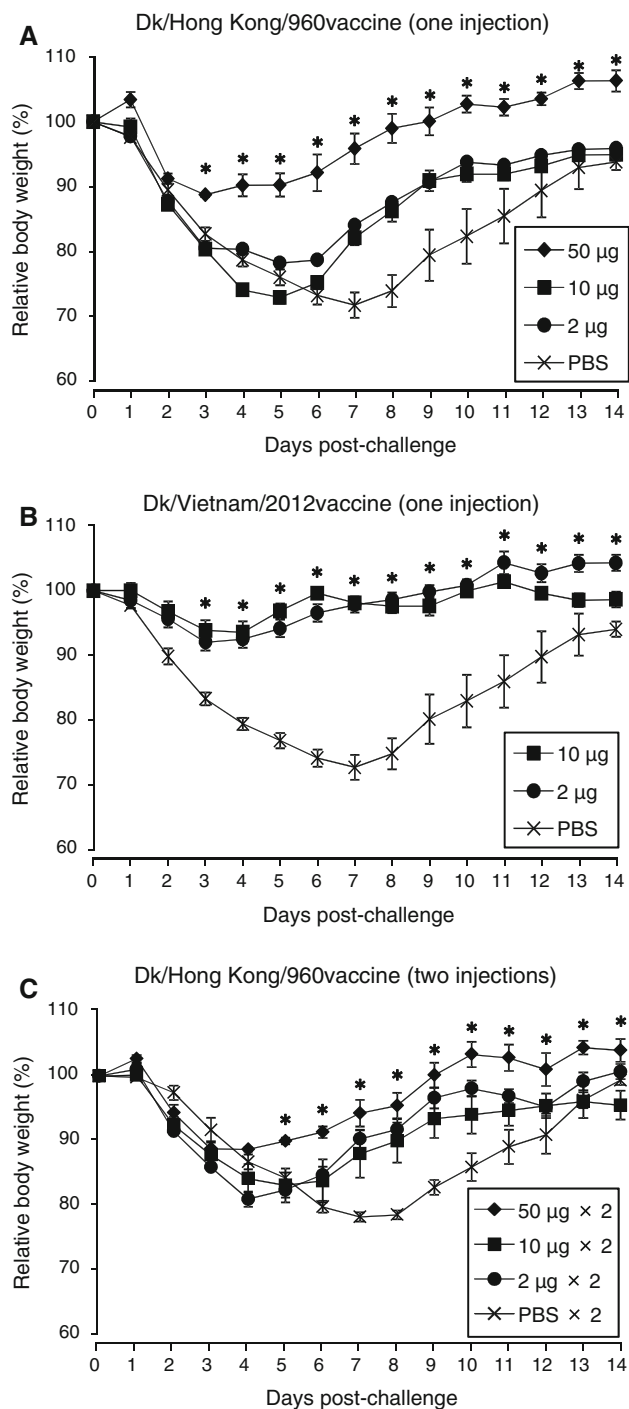 A
Dk/Hong Kong/960vaccine (one injection)
Relative body weight (%)
110
100
90
80
70
60
* * * * * * * * * * * *
50 µg
10 µg
2 µg
PBS
0 1 2 3 4 5 6 7 8 9 10 11 12 13 14
Days post-challenge
B
Dk/Vietnam/2012vaccine (one injection)
Relative body weight (%)
110
100
90
80
70
60
* * * * * * * * * * * *
10 µg
2 µg
PBS
0 1 2 3 4 5 6 7 8 9 10 11 12 13 14
Days post-challenge
C
Dk/Hong Kong/960vaccine (two injections)
Relative body weight (%)
110
100
90
80
70
60
* * * * * * * * * *
50 µg × 2
10 µg × 2
2 µg × 2
PBS × 2
0 1 2 3 4 5 6 7 8 9 10 11 12 13 14
Days post-challenge